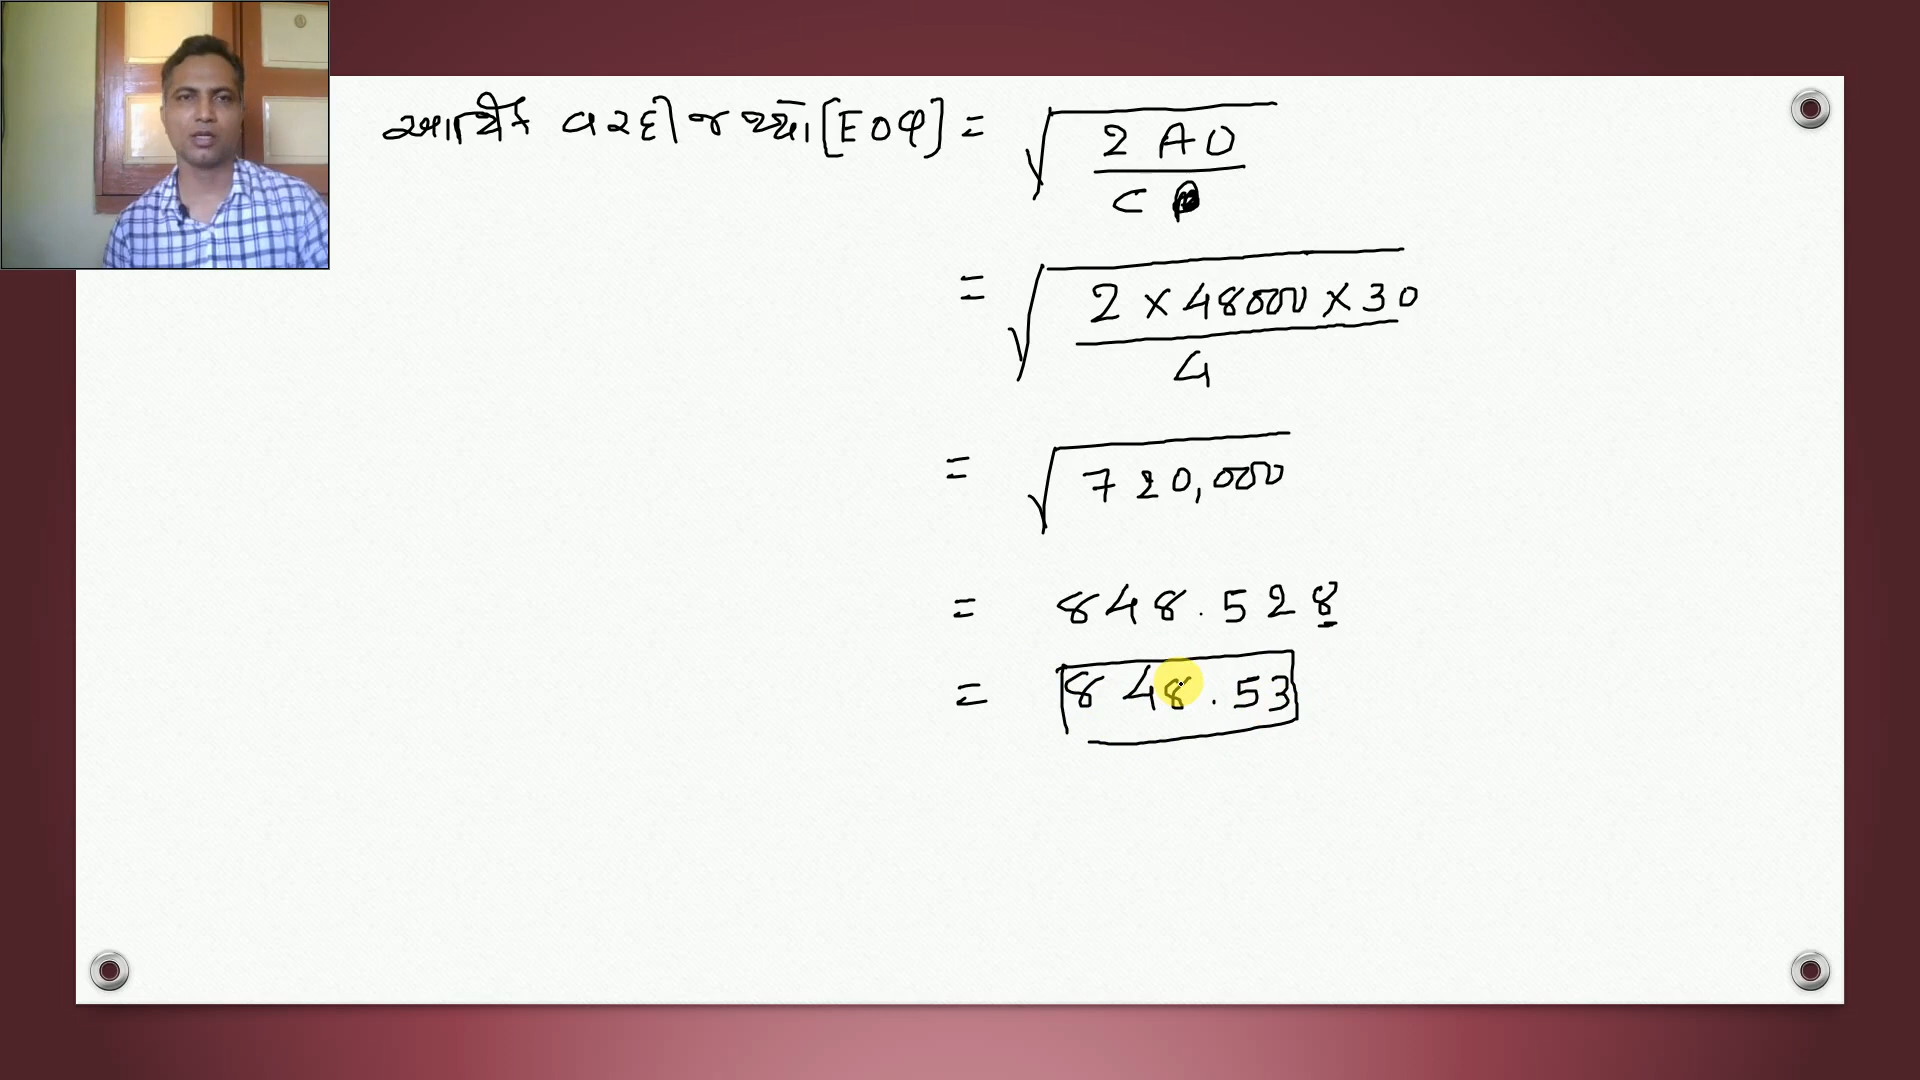 આર્થિક વરદી જથ્થો [EOQ] = √(2AO / C)
= √(2 × 48000 × 30 / 4)
= √720,000
= 848.528
= 848.53